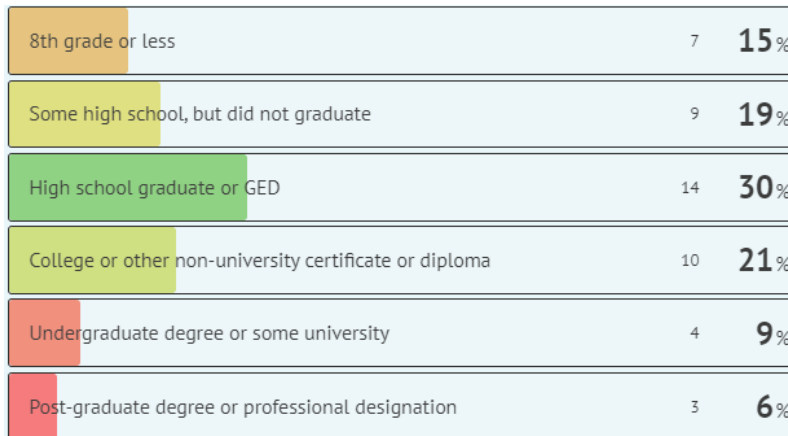 8th grade or less 7 15%
Some high school, but did not graduate 9 19%
High school graduate or GED 14 30%
College or other non-university certificate or diploma 10 21%
Undergraduate degree or some university 4 9%
Post-graduate degree or professional designation 3 6%